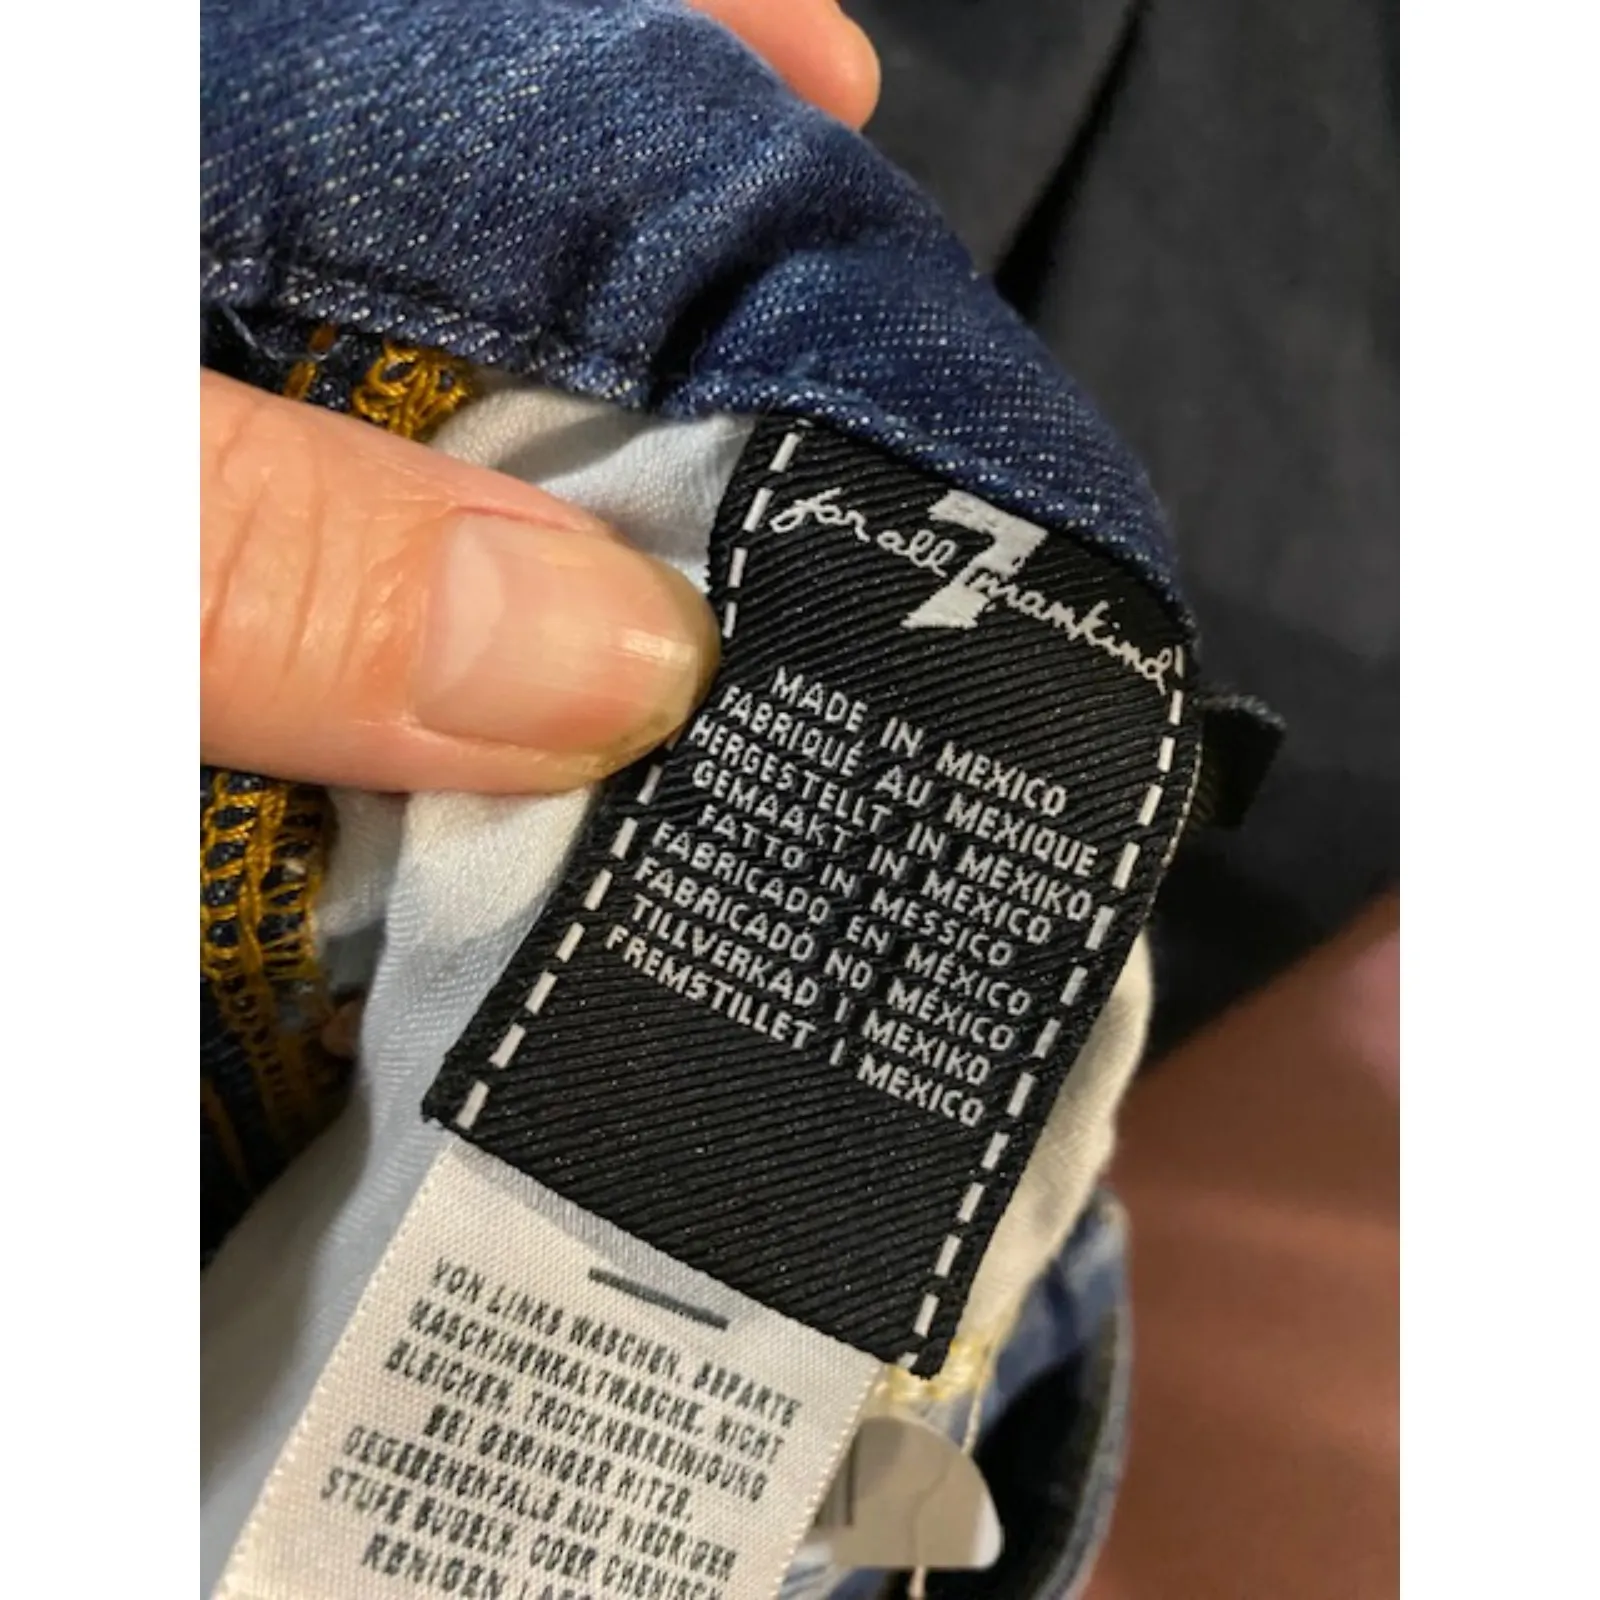 for all 7 mankind
MADE IN MEXICO
FABRIQUÉ AU MEXIQUE
HERGESTELLT IN MEXIKO
GEMAAKT IN MEXICO
FATTO IN MESSICO
FABRICADO EN MÉXICO
FABRICADO NO MÉXICO
TILLVERKAD I MEXIKO
FREMSTILLET I MEXICO
VON LINKS WASCHEN. SEPARTE
MASCHINENKALTWÄSCHE. NICHT
BLEICHEN. TROCKNERREINIGUNG
BEI GERINGER HITZE.
GEGEBENENFALLS AUF NIEDRIGER
STUFE BÜGELN. ODER CHEMISCH
REINIGEN